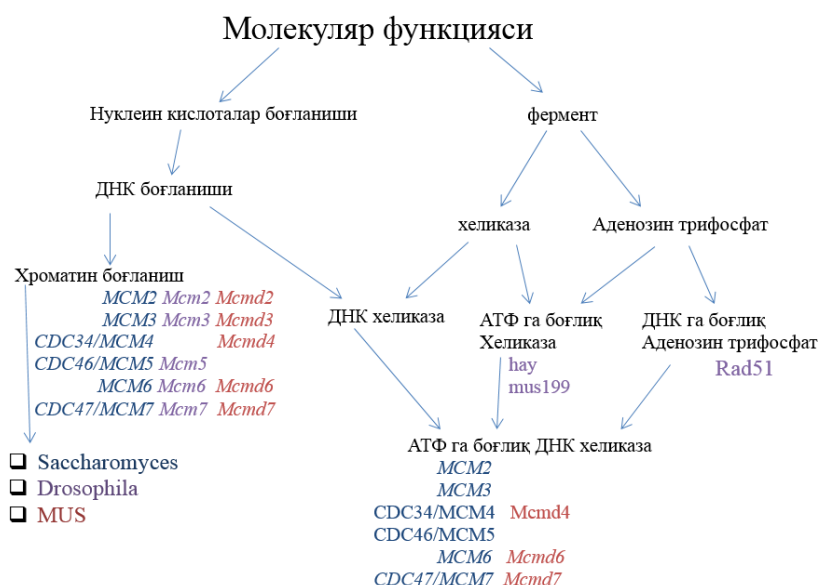 Молекуляр функцияси
Нуклеин кислоталар боғланиши
фермент
ДНК боғланиши
хеликаза
Аденозин трифосфат
Хроматин боғланиш
MCM2 Mcm2 Mcmd2
MCM3 Mcm3 Mcmd3
CDC34/MCM4 Mcmd4
CDC46/MCM5 Mcm5
MCM6 Mcm6 Mcmd6
CDC47/MCM7 Mcm7 Mcmd7
ДНК хеликаза
АТФ га боғлиқ
Хеликаза
hay
mus199
ДНК га боғлиқ
Аденозин трифосфат
Rad51
Saccharomyces
Drosophila
MUS
АТФ га боғлиқ ДНК хеликаза
MCM2
MCM3
CDC34/MCM4 Mcmd4
CDC46/MCM5
MCM6 Mcmd6
CDC47/MCM7 Mcmd7